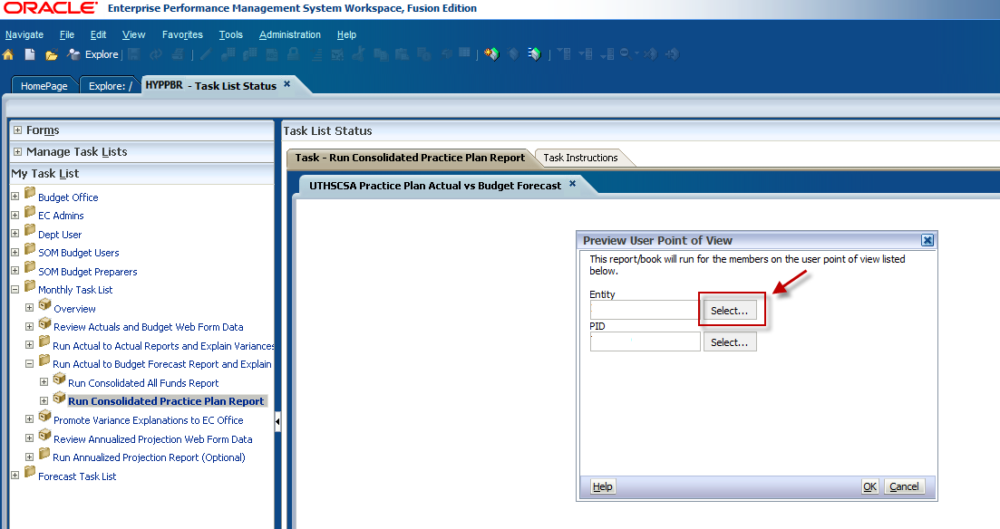 ORACLE Enterprise Performance Management System Workspace, Fusion Edition
Navigate File Edit View Favorites Tools Administration Help
Explore
HomePage Explore: / HYPPBR - Task List Status
Forms
Manage Task Lists
My Task List
Budget Office
EC Admins
Dept User
SOM Budget Users
SOM Budget Preparers
Monthly Task List
Overview
Review Actuals and Budget Web Form Data
Run Actual to Actual Reports and Explain Variances
Run Actual to Budget Forecast Report and Explain
Run Consolidated All Funds Report
Run Consolidated Practice Plan Report
Promote Variance Explanations to EC Office
Review Annualized Projection Web Form Data
Run Annualized Projection Report (Optional)
Forecast Task List
Task List Status
Task - Run Consolidated Practice Plan Report Task Instructions
UTHSCSA Practice Plan Actual vs Budget Forecast
Preview User Point of View
This report/book will run for the members on the user point of view listed
below.
Entity
Select...
PID
Select...
Help OK Cancel